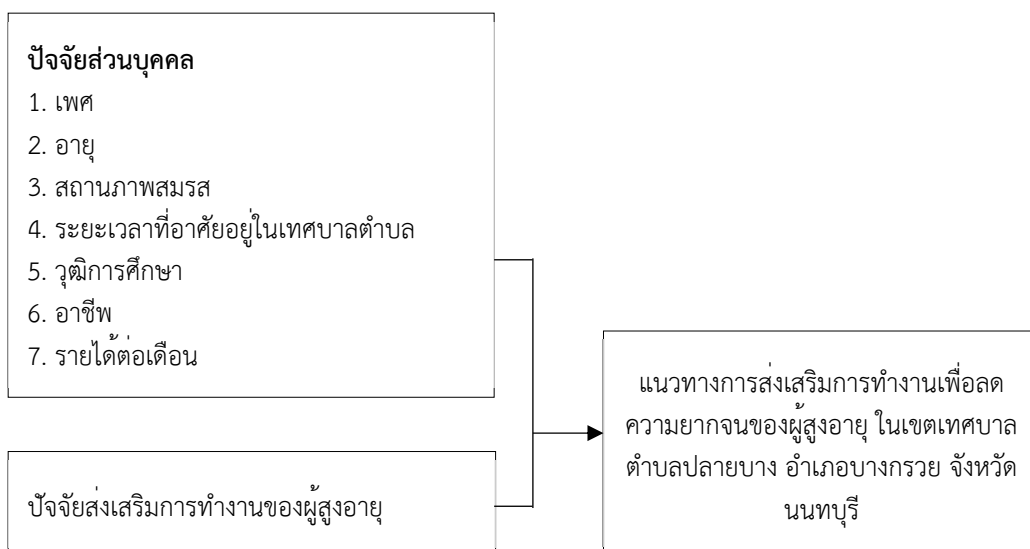 ปัจจัยส่วนบุคคล
1. เพศ
2. อายุ
3. สถานภาพสมรส
4. ระยะเวลาที่อาศัยอยู่ในเทศบาลตำบล
5. วุฒิการศึกษา
6. อาชีพ
7. รายได้ต่อเดือน
ปัจจัยส่งเสริมการทำงานของผู้สูงอายุ
แนวทางการส่งเสริมการทำงานเพื่อลด
ความยากจนของผู้สูงอายุ ในเขตเทศบาล
ตำบลปลายบาง อำเภอบางกรวย จังหวัด
นนทบุรี